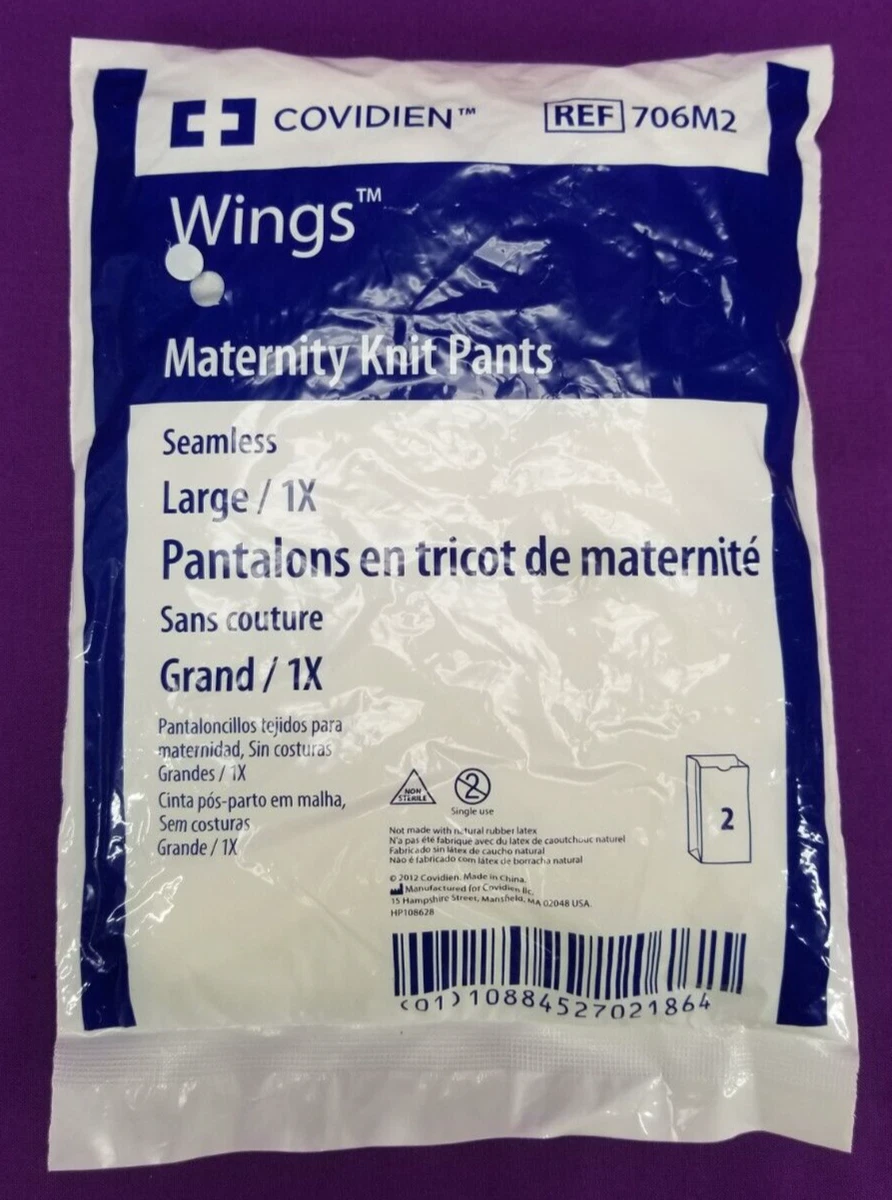 COVIDIEN™
REF 706M2
Wings™
Maternity Knit Pants
Seamless
Large / 1X
Pantalons en tricot de maternité
Sans couture
Grand / 1X
Pantaloncillos tejidos para
maternidad, Sin costuras
Grandes / 1X
Cinta pós-parto em malha,
Sem costuras
Grande / 1X
NON
STERILE
2
Single use
2
Not made with natural rubber latex
N'a pas été fabriqué avec du latex de caoutchouc naturel
Fabricado sin látex de caucho natural
Não é fabricado com látex de borracha natural
© 2012 Covidien. Made in China.
Manufactured for Covidien llc,
15 Hampshire Street, Mansfield, MA 02048 USA.
HP108628
(01)10884527021864